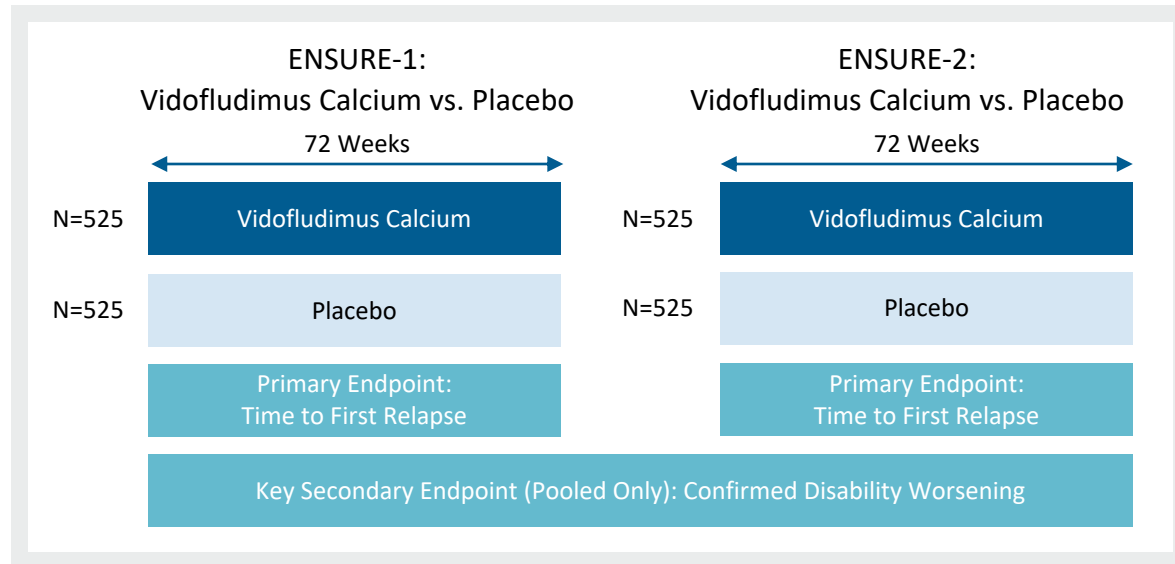 ENSURE-1:
Vidofludimus Calcium vs. Placebo
72 Weeks
N=525
Vidofludimus Calcium
N=525
Placebo
Primary Endpoint:
Time to First Relapse
ENSURE-2:
Vidofludimus Calcium vs. Placebo
72 Weeks
N=525
Vidofludimus Calcium
N=525
Placebo
Primary Endpoint:
Time to First Relapse
Key Secondary Endpoint (Pooled Only): Confirmed Disability Worsening